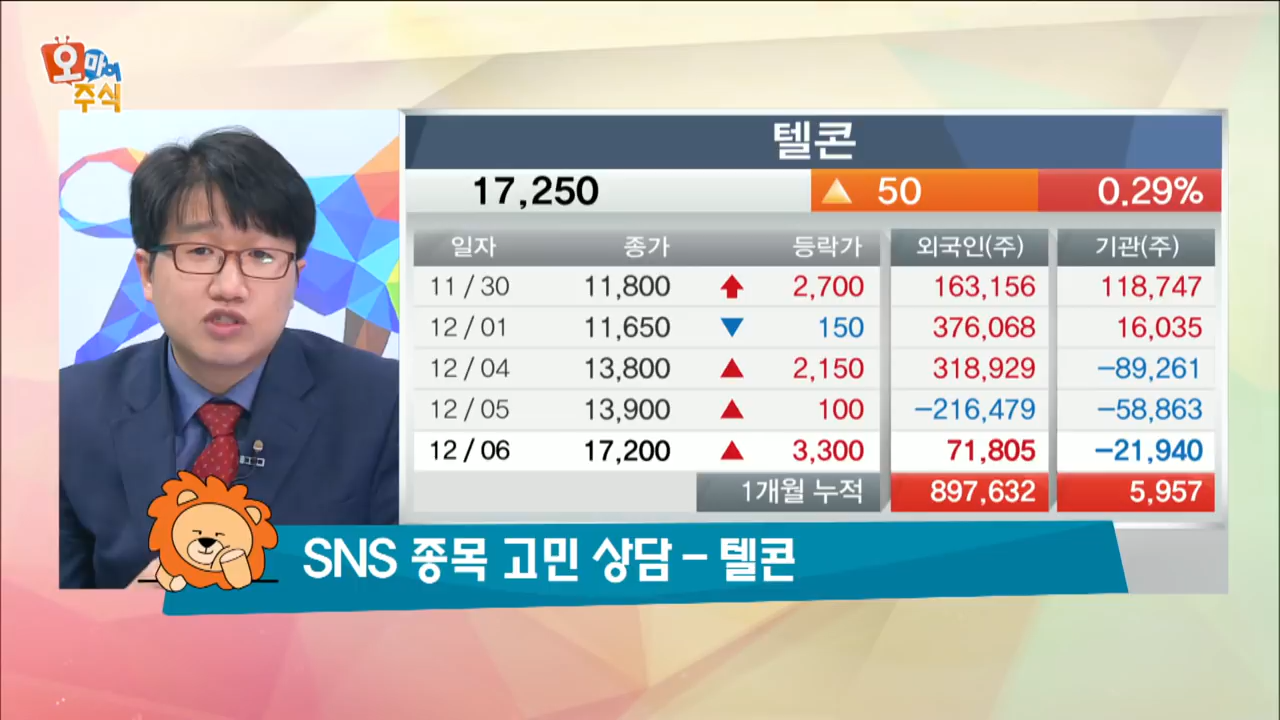 오마이
주식
텔콘
17,250 ▲ 50 0.29%
일자 종가 등락가 외국인(주) 기관(주)
11/30 11,800 ⬆ 2,700 163,156 118,747
12/01 11,650 ▼ 150 376,068 16,035
12/04 13,800 ▲ 2,150 318,929 -89,261
12/05 13,900 ▲ 100 -216,479 -58,863
12/06 17,200 ▲ 3,300 71,805 -21,940
1개월 누적 897,632 5,957
SNS 종목 고민 상담 - 텔콘